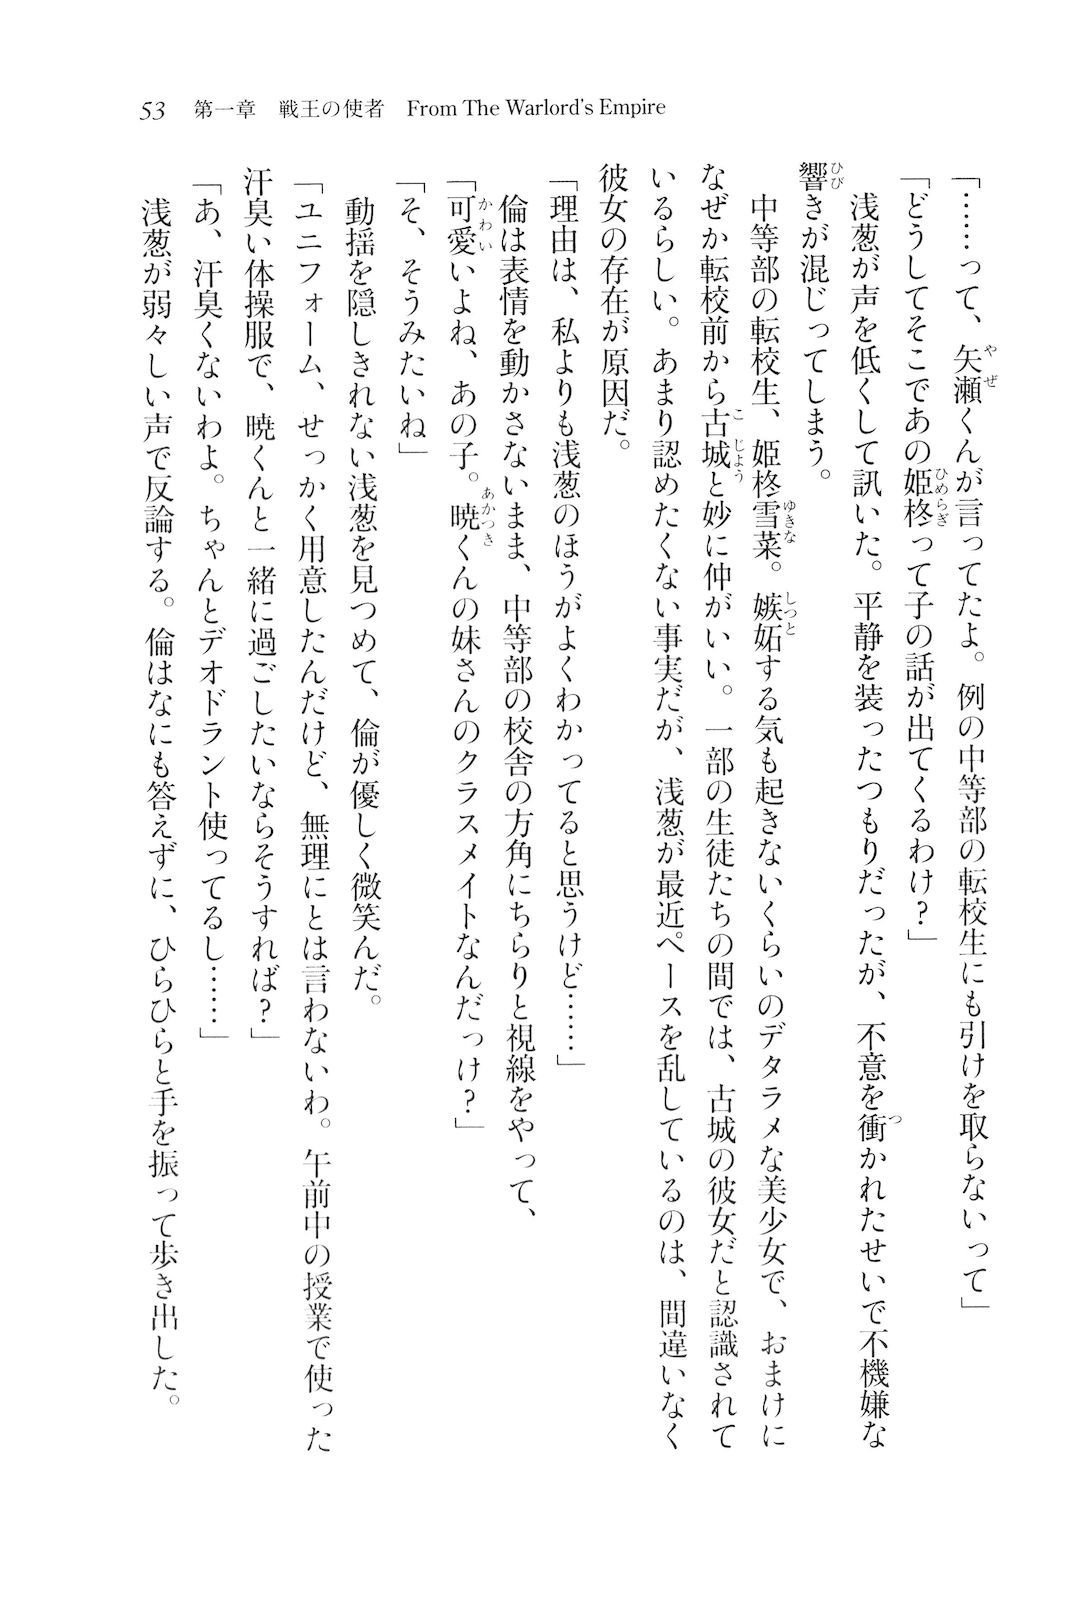 53　第一章　戦王の使者　From The Warlord's Empire
「……って、矢瀬くんが言ってたよ。例の中等部の転校生にも引けを取らないって」
「どうしてそこであの姫柊って子の話が出てくるわけ？」
　浅葱が声を低くして訊いた。平静を装ったつもりだったが、不意を衝かれたせいで不機嫌な
響きが混じってしまう。
　中等部の転校生、姫柊雪菜。嫉妬する気も起きないくらいのデタラメな美少女で、おまけに
なぜか転校前から古城と妙に仲がいい。一部の生徒たちの間では、古城の彼女だと認識されて
いるらしい。あまり認めたくない事実だが、浅葱が最近ペースを乱しているのは、間違いなく
彼女の存在が原因だ。
「理由は、私よりも浅葱のほうがよくわかってると思うけど……」
　倫は表情を動かさないまま、中等部の校舎の方角にちらりと視線をやって、
「可愛いよね、あの子。暁くんの妹さんのクラスメイトなんだっけ？」
「そ、そうみたいね」
　動揺を隠しきれない浅葱を見つめて、倫が優しく微笑んだ。
「ユニフォーム、せっかく用意したんだけど、無理にとは言わないわ。午前中の授業で使った
汗臭い体操服で、暁くんと一緒に過ごしたいならそうすれば？」
「あ、汗臭くないわよ。ちゃんとデオドラント使ってるし……」
　浅葱が弱々しい声で反論する。倫はなにも答えずに、ひらひらと手を振って歩き出した。